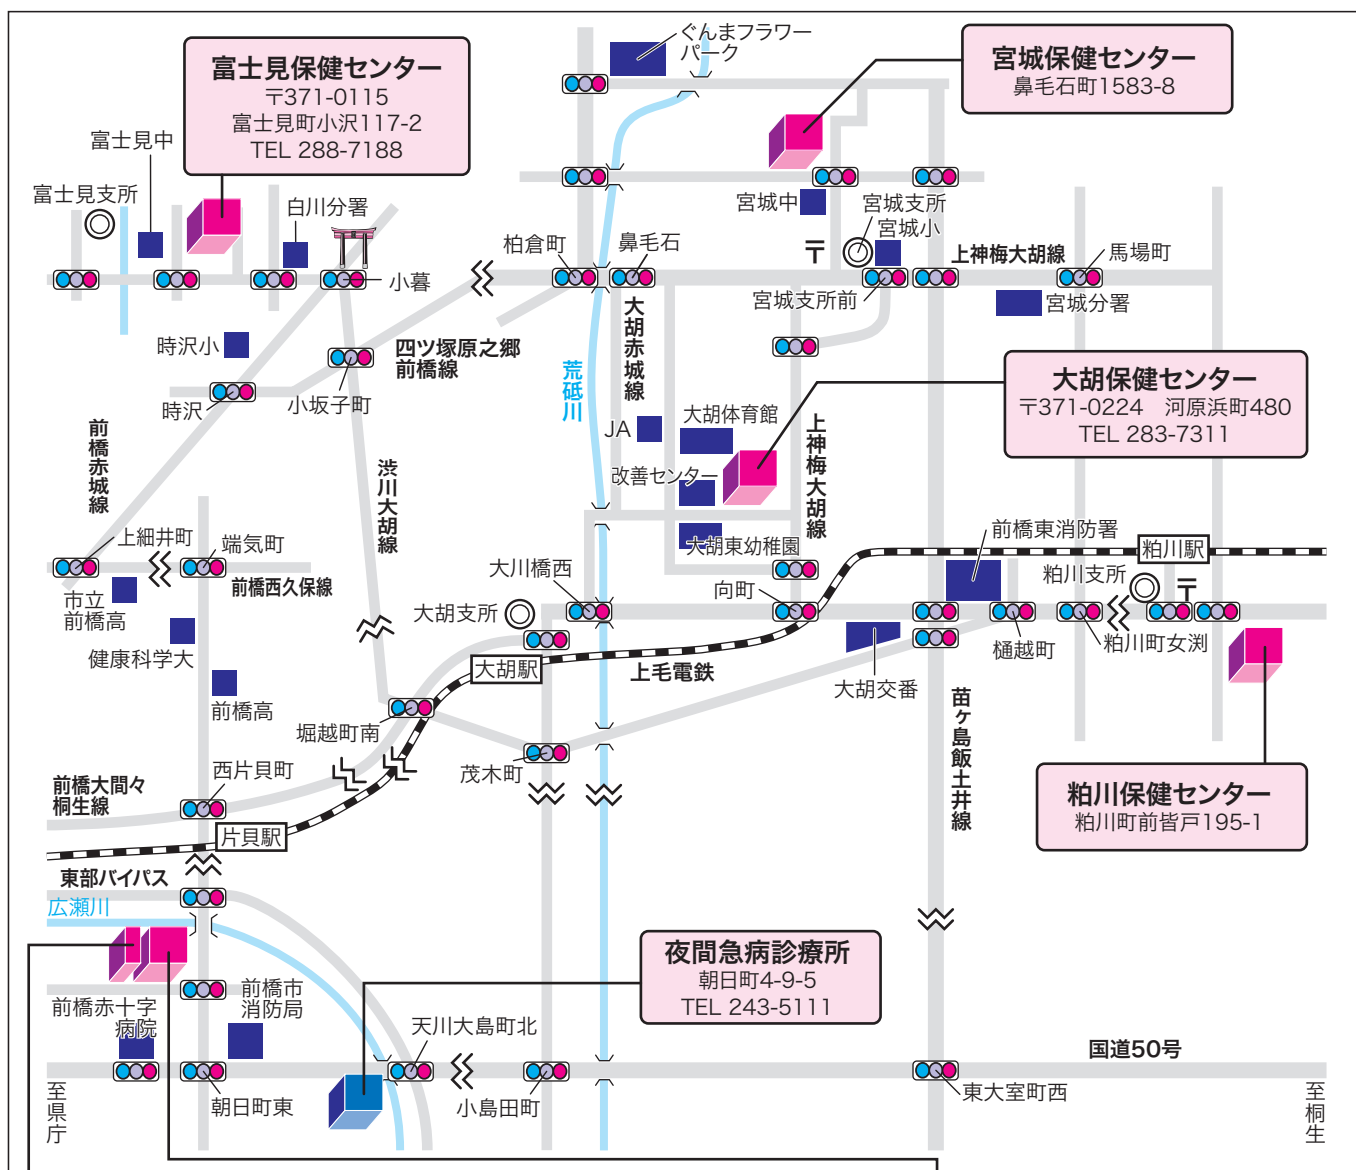 ぐんまフラワー
パーク
富士見保健センター
〒371-0115
富士見町小沢117-2
TEL 288-7188
宮城保健センター
鼻毛石町1583-8
富士見中
富士見支所
白川分署
宮城中
宮城支所
宮城小
〒
柏倉町
鼻毛石
上神梅大胡線
馬場町
小暮
宮城支所前
宮城分署
時沢小
四ツ塚原之郷
前橋線
大胡赤城線
荒砥川
時沢
小坂子町
大胡保健センター
〒371-0224 河原浜町480
TEL 283-7311
前橋赤城線
渋川大胡線
JA
大胡体育館
改善センター
上神梅大胡線
大胡東幼稚園
上細井町
端気町
前橋西久保線
市立
前橋高
大川橋西
向町
前橋東消防署
粕川駅
粕川支所
〒
大胡支所
健康科学大
前橋高
大胡駅
上毛電鉄
大胡交番
樋越町
粕川町女渕
堀越町南
茂木町
苗ヶ島飯土井線
西片貝町
前橋大間々
桐生線
片貝駅
粕川保健センター
粕川町前皆戸195-1
東部バイパス
広瀬川
夜間急病診療所
朝日町4-9-5
TEL 243-5111
前橋赤十字
病院
前橋市
消防局
天川大島町北
国道50号
至県庁
朝日町東
小島田町
東大室町西
至桐生